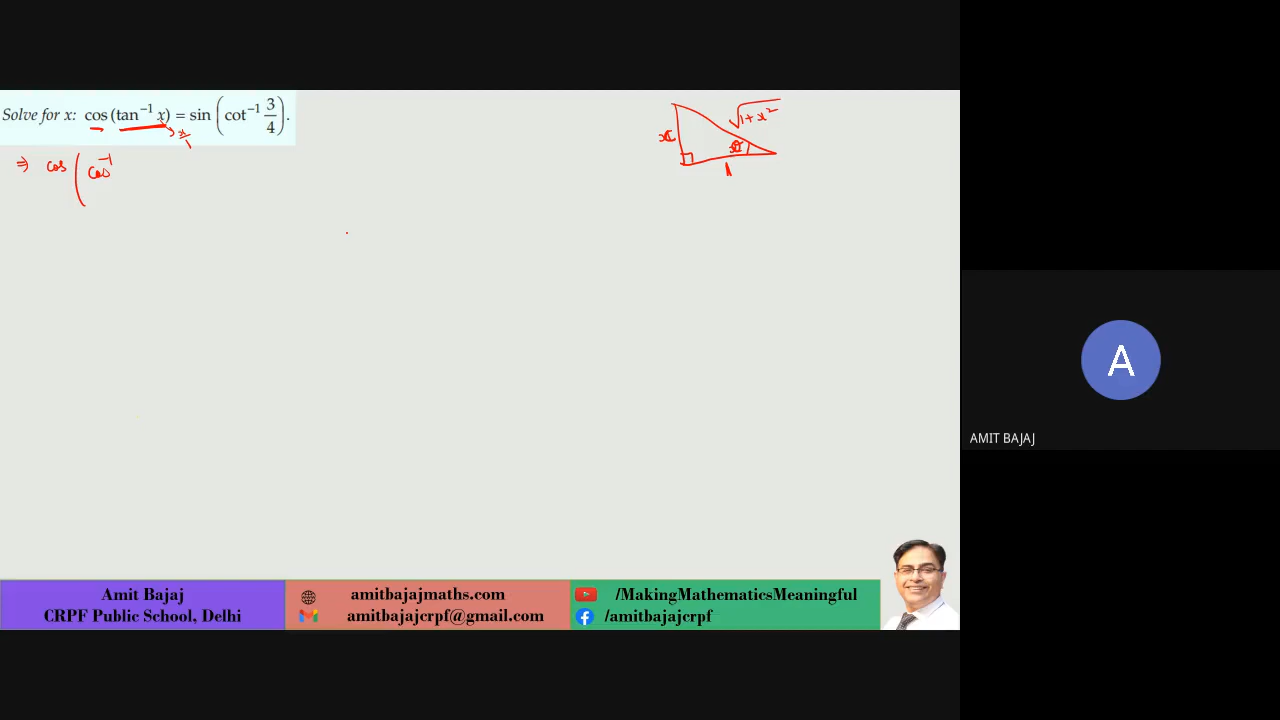 Solve for x: cos (tan⁻¹ x) = sin (cot⁻¹ 3/4).
x/1
⇒ cos ( cos⁻¹
√1 + x²
x
1
A
AMIT BAJAJ
Amit Bajaj
CRPF Public School, Delhi
amitbajajmaths.com
amitbajajcrpf@gmail.com
/MakingMathematicsMeaningful
/amitbajajcrpf